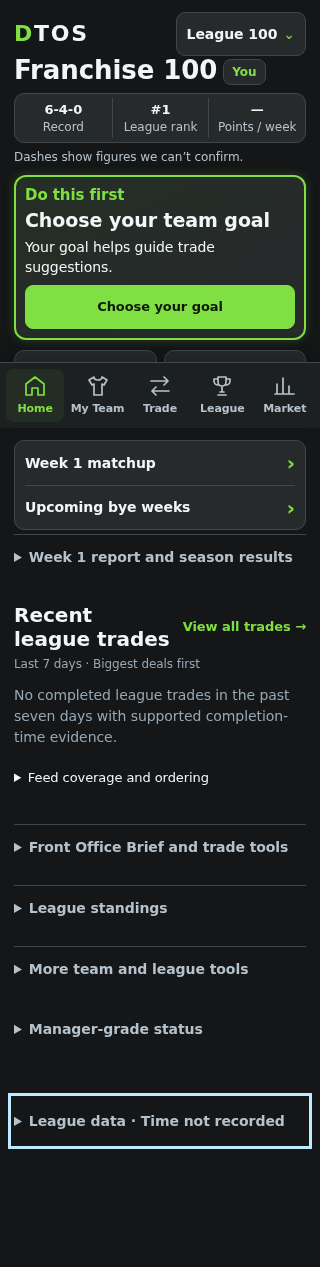 DTOS
League 100
Franchise 100 You
6-4-0 #1 —
Record League rank Points / week
Dashes show figures we can’t confirm.
Do this first
Choose your team goal
Your goal helps guide trade
suggestions.
Choose your goal
Home My Team Trade League Market
Week 1 matchup ›
Upcoming bye weeks ›
▶ Week 1 report and season results
Recent
league trades
View all trades →
Last 7 days · Biggest deals first
No completed league trades in the past
seven days with supported completion-
time evidence.
▶ Feed coverage and ordering
▶ Front Office Brief and trade tools
▶ League standings
▶ More team and league tools
▶ Manager-grade status
▶ League data · Time not recorded